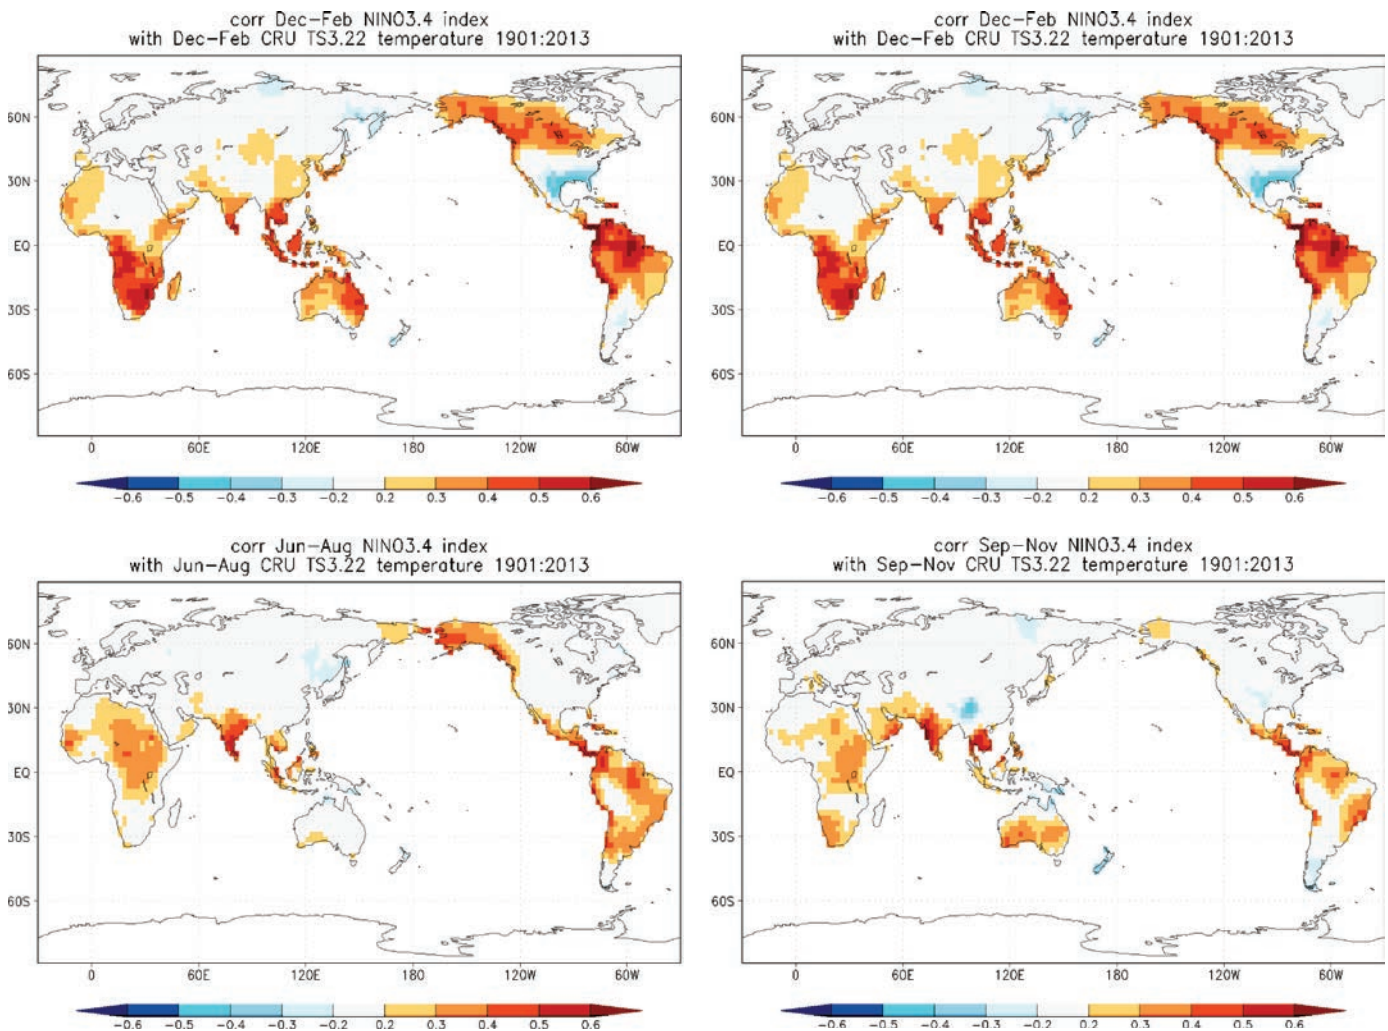 corr Dec-Feb NINO3.4 index
with Dec-Feb CRU TS3.22 temperature 1901:2013
60N
30N
EQ
30S
60S
0 60E 120E 180 120W 60W
-0.6 -0.5 -0.4 -0.3 -0.2 0.2 0.3 0.4 0.5 0.6
corr Dec-Feb NINO3.4 index
with Dec-Feb CRU TS3.22 temperature 1901:2013
60N
30N
EQ
30S
60S
0 60E 120E 180 120W 60W
-0.6 -0.5 -0.4 -0.3 -0.2 0.2 0.3 0.4 0.5 0.6
corr Jun-Aug NINO3.4 index
with Jun-Aug CRU TS3.22 temperature 1901:2013
60N
30N
EQ
30S
60S
0 60E 120E 180 120W 60W
-0.6 -0.5 -0.4 -0.3 -0.2 0.2 0.3 0.4 0.5 0.6
corr Sep-Nov NINO3.4 index
with Sep-Nov CRU TS3.22 temperature 1901:2013
60N
30N
EQ
30S
60S
0 60E 120E 180 120W 60W
-0.6 -0.5 -0.4 -0.3 -0.2 0.2 0.3 0.4 0.5 0.6